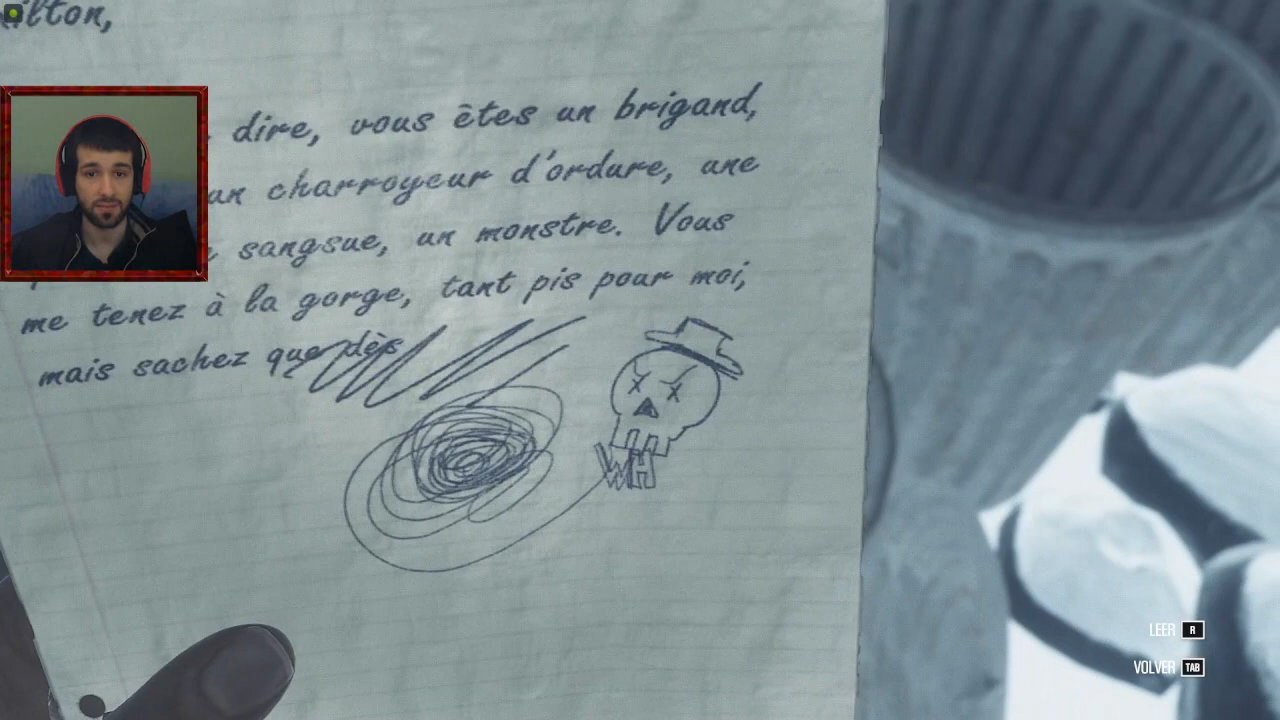 dire, vous êtes un brigand,
un charroyeur d'ordure, une
sangsue, un monstre. Vous
me tenez à la gorge, tant pis pour moi,
mais sachez que dès
WH
LEER R
VOLVER TAB